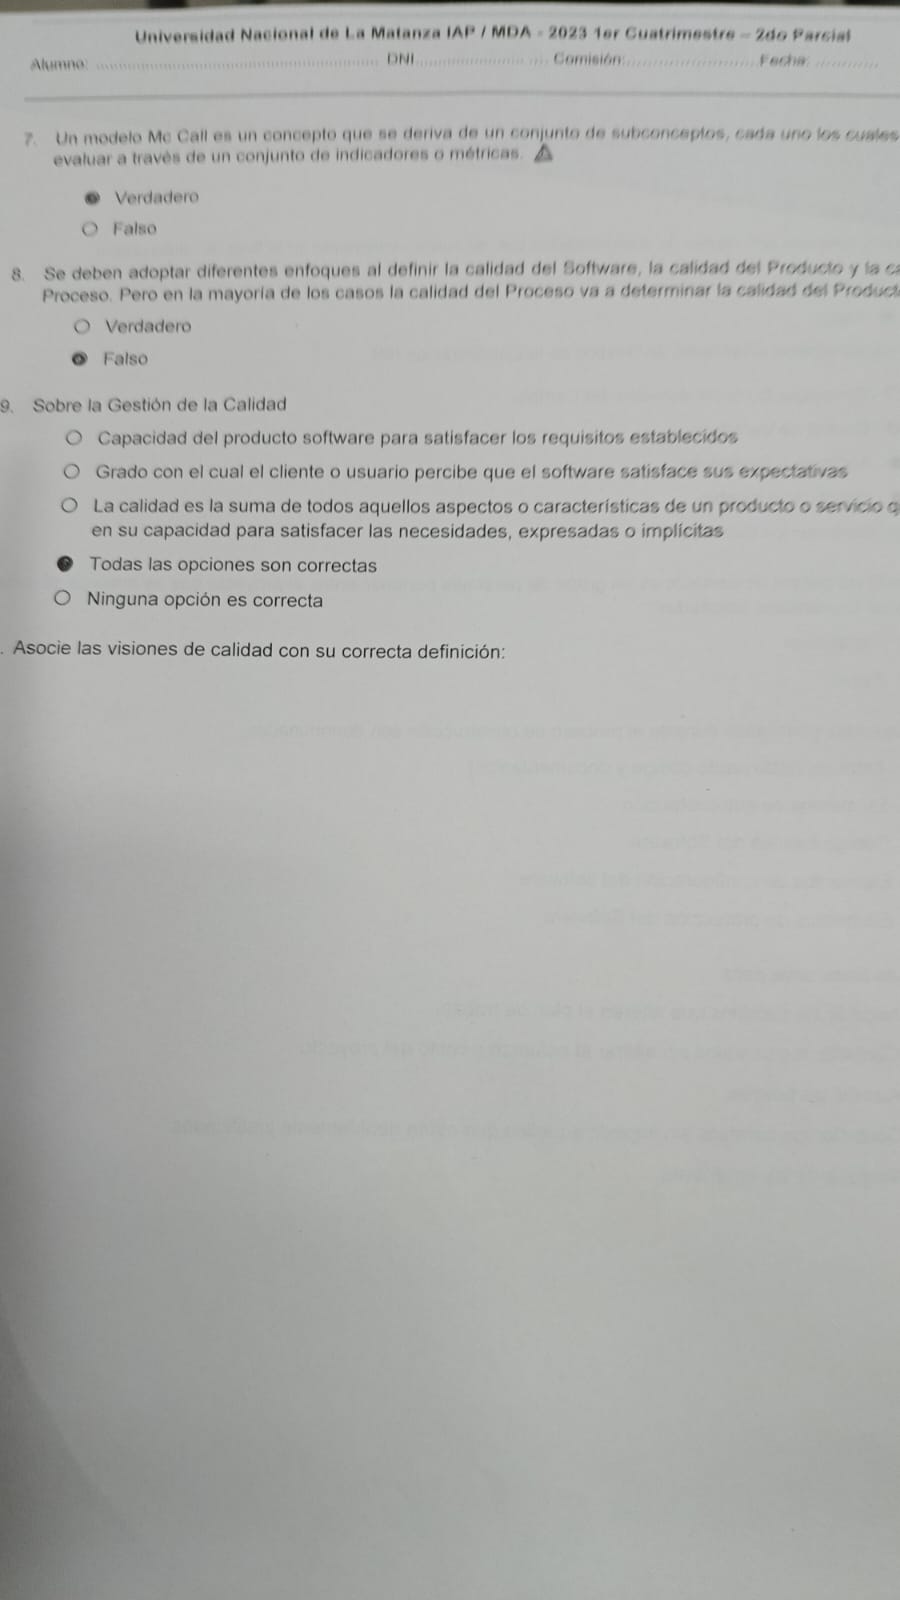 Universidad Nacional de La Matanza IAP / MDA - 2023 1er Cuatrimestre - 2do Parcial
Alumno: .................... DNI.................... Comisión:.................... Fecha: ............
7. Un modelo Mc Call es un concepto que se deriva de un conjunto de subconceptos, cada uno los cuales
evaluar a través de un conjunto de indicadores o métricas.
Verdadero
Falso
8. Se deben adoptar diferentes enfoques al definir la calidad del Software, la calidad del Producto y la
Proceso. Pero en la mayoría de los casos la calidad del Proceso va a determinar la calidad del Product
Verdadero
Falso
9. Sobre la Gestión de la Calidad
Capacidad del producto software para satisfacer los requisitos establecidos
Grado con el cual el cliente o usuario percibe que el software satisface sus expectativas
La calidad es la suma de todos aquellos aspectos o características de un producto o servicio
en su capacidad para satisfacer las necesidades, expresadas o implícitas
Todas las opciones son correctas
Ninguna opción es correcta
. Asocie las visiones de calidad con su correcta definición: